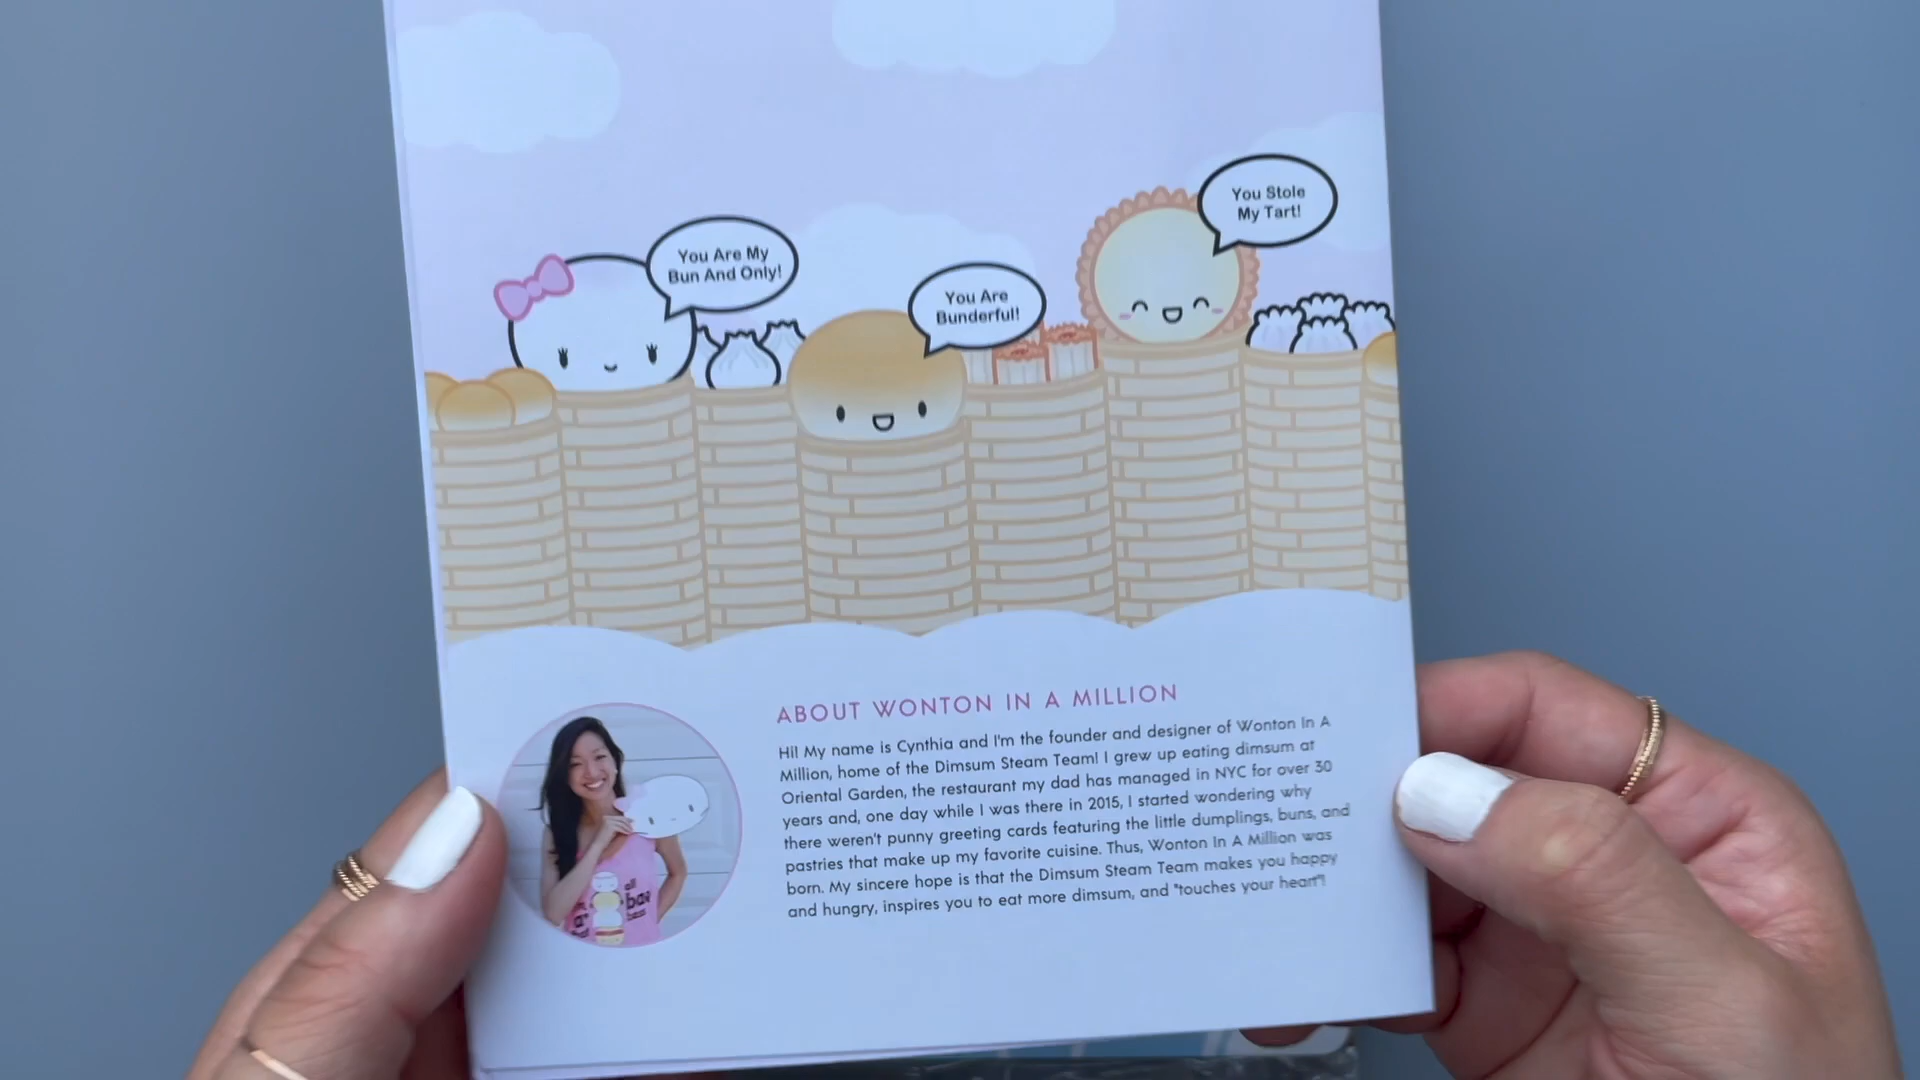 You Stole
My Tart!
You Are My
Bun And Only!
You Are
Bunderful!
ABOUT WONTON IN A MILLION
Hi! My name is Cynthia and I'm the founder and designer of Wonton In A
Million, home of the Dimsum Steam Team! I grew up eating dimsum at
Oriental Garden, the restaurant my dad has managed in NYC for over 30
years and, one day while I was there in 2015, I started wondering why
there weren't punny greeting cards featuring the little dumplings, buns, and
pastries that make up my favorite cuisine. Thus, Wonton In A Million was
born. My sincere hope is that the Dimsum Steam Team makes you happy
and hungry, inspires you to eat more dimsum, and "touches your heart"!
all
bao